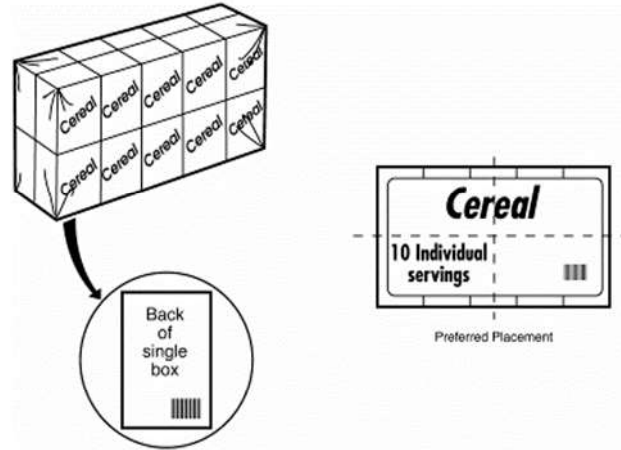 Cereal
Cereal
Cereal
Cereal
Cereal
Cereal
Cereal
Cereal
Cereal
Cereal
Back
of
single
box
Cereal
10 Individual
servings
Preferred Placement